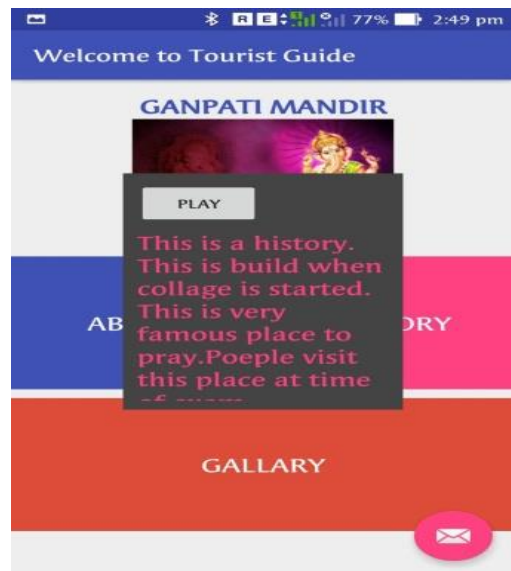 R E 77% 2:49 pm
Welcome to Tourist Guide
GANPATI MANDIR
PLAY
This is a history.
This is build when
collage is started.
This is very
famous place to
pray.Poeple visit
this place at time
AB
ORY
GALLARY